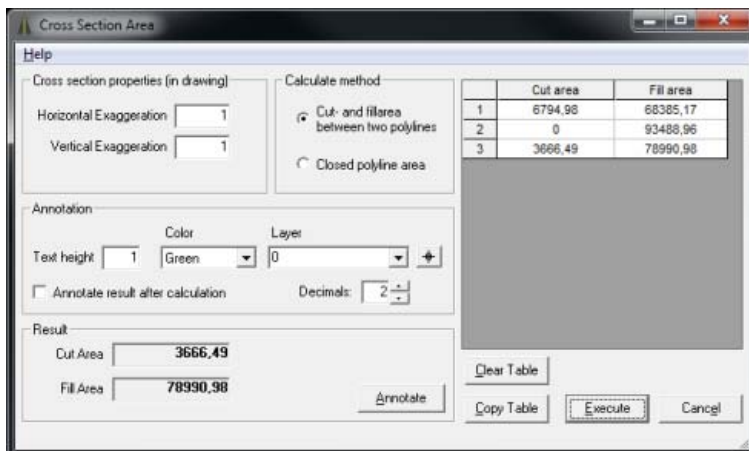 Cross Section Area
Help
Cross section properties (in drawing)
Horizontal Exaggeration 1
Vertical Exaggeration 1
Calculate method
Cut- and fillarea
between two polylines
Closed polyline area
Cut area Fill area
1 6794,98 68385,17
2 0 93488,96
3 3666,49 78990,98
Annotation
Color Layer
Text height 1 Green 0
Annotate result after calculation Decimals: 2
Result
Cut Area 3666,49
Fill Area 78990,98
Annotate
Clear Table
Copy Table Execute Cancel